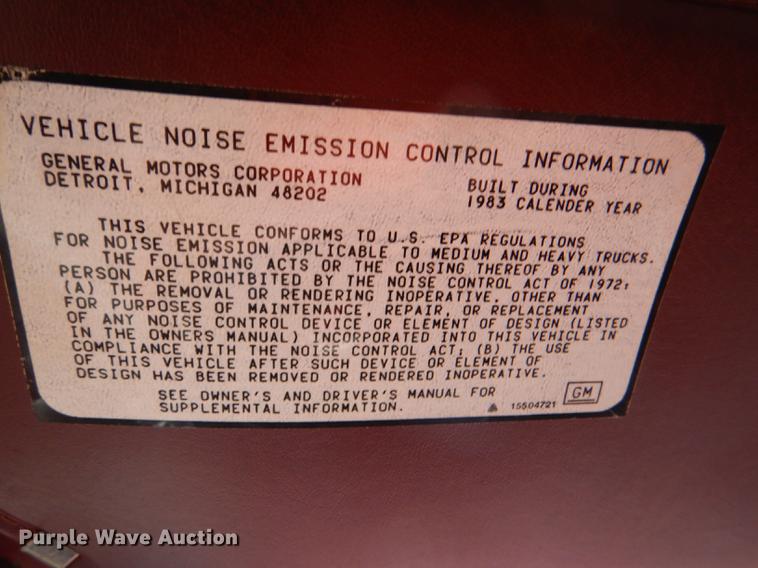 VEHICLE NOISE EMISSION CONTROL INFORMATION
GENERAL MOTORS CORPORATION
DETROIT, MICHIGAN 48202
BUILT DURING
1983 CALENDER YEAR
THIS VEHICLE CONFORMS TO U.S. EPA REGULATIONS
FOR NOISE EMISSION APPLICABLE TO MEDIUM AND HEAVY TRUCKS.
THE FOLLOWING ACTS OR THE CAUSING THEREOF BY ANY
PERSON ARE PROHIBITED BY THE NOISE CONTROL ACT OF 1972:
(A) THE REMOVAL OR RENDERING INOPERATIVE, OTHER THAN
FOR PURPOSES OF MAINTENANCE, REPAIR, OR REPLACEMENT
OF ANY NOISE CONTROL DEVICE OR ELEMENT OF DESIGN (LISTED
IN THE OWNERS MANUAL) INCORPORATED INTO THIS VEHICLE IN
COMPLIANCE WITH THE NOISE CONTROL ACT; (B) THE USE
OF THIS VEHICLE AFTER SUCH DEVICE OR ELEMENT OF
DESIGN HAS BEEN REMOVED OR RENDERED INOPERATIVE.
SEE OWNER'S AND DRIVER'S MANUAL FOR
SUPPLEMENTAL INFORMATION.
15504721
GM
Purple Wave Auction